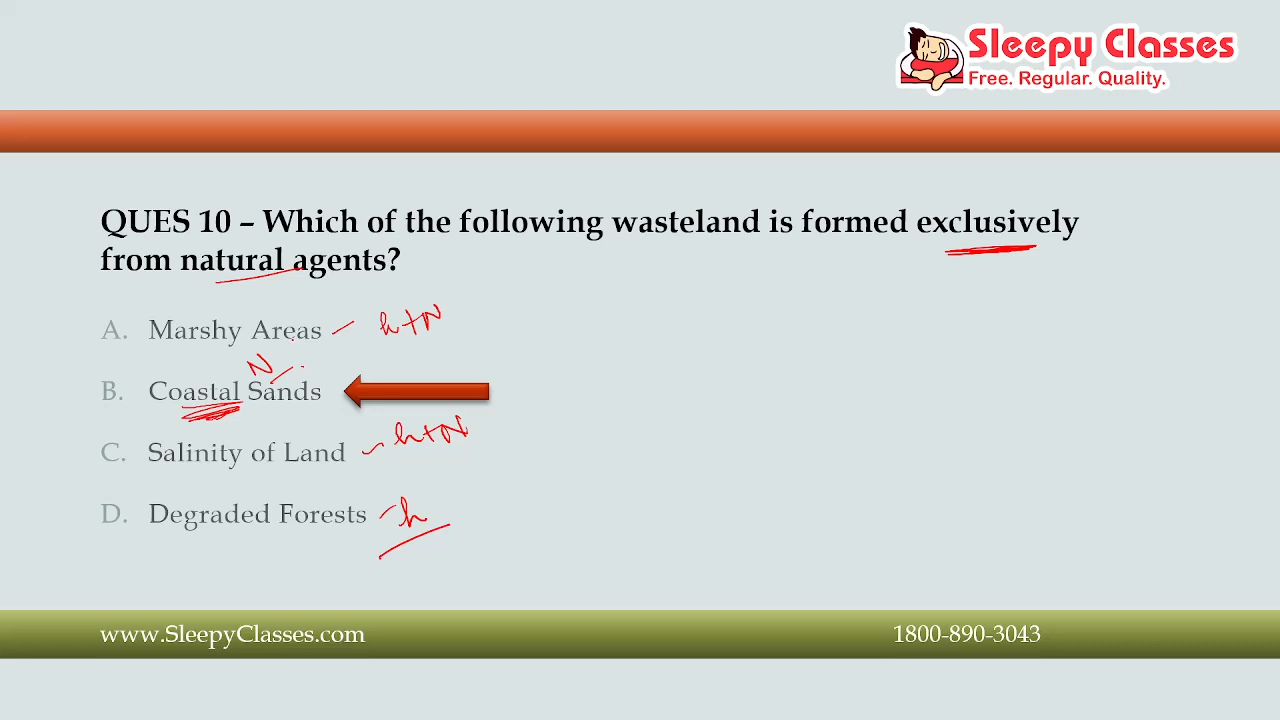 Sleepy Classes
Free. Regular. Quality.
QUES 10 – Which of the following wasteland is formed exclusively
from natural agents?
A. Marshy Areas h+N
N
B. Coastal Sands
C. Salinity of Land h+N
D. Degraded Forests h
www.SleepyClasses.com 1800-890-3043